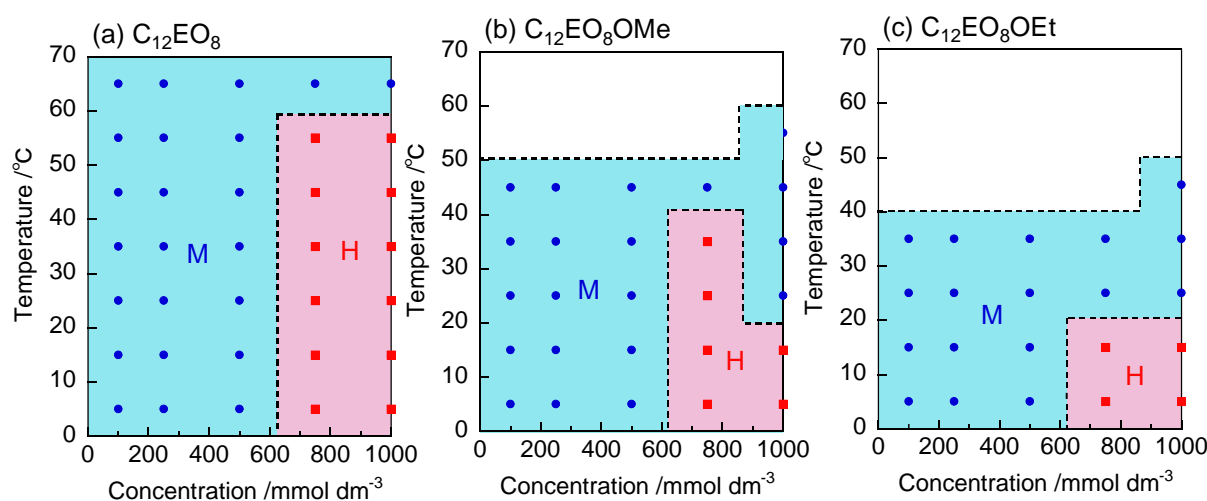 (a) C₁₂EO₈
70
60
50
40
30
20
10
0
Temperature /°C
M
H
0 200 400 600 800 1000
Concentration /mmol dm⁻³
(b) C₁₂EO₈OMe
70
60
50
40
30
20
10
0
Temperature /°C
M
H
0 200 400 600 800 1000
Concentration /mmol dm⁻³
(c) C₁₂EO₈OEt
70
60
50
40
30
20
10
0
Temperature /°C
M
H
0 200 400 600 800 1000
Concentration /mmol dm⁻³